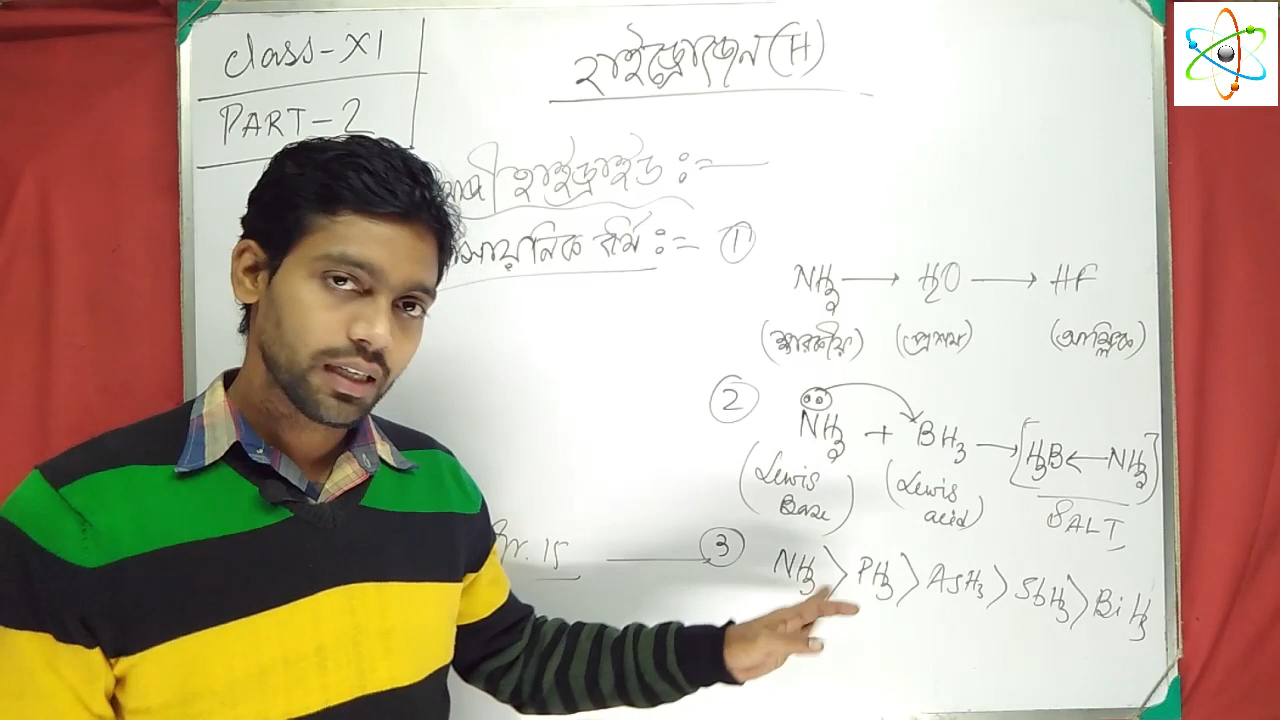 Class-XI
PART-2
হাইড্রোজেন (H)
হাইড্রাইড :-
ধর্ম :- ①
NH3 → H2O → HF
(ক্ষারকীয়) (প্রশম) (আম্লিক)
② NH3 + BH3 → [H3B ← NH3]
(Lewis Base) (Lewis acid) SALT
Gr. 15 → ③ NH3 > PH3 > AsH3 > SbH3 > BiH3